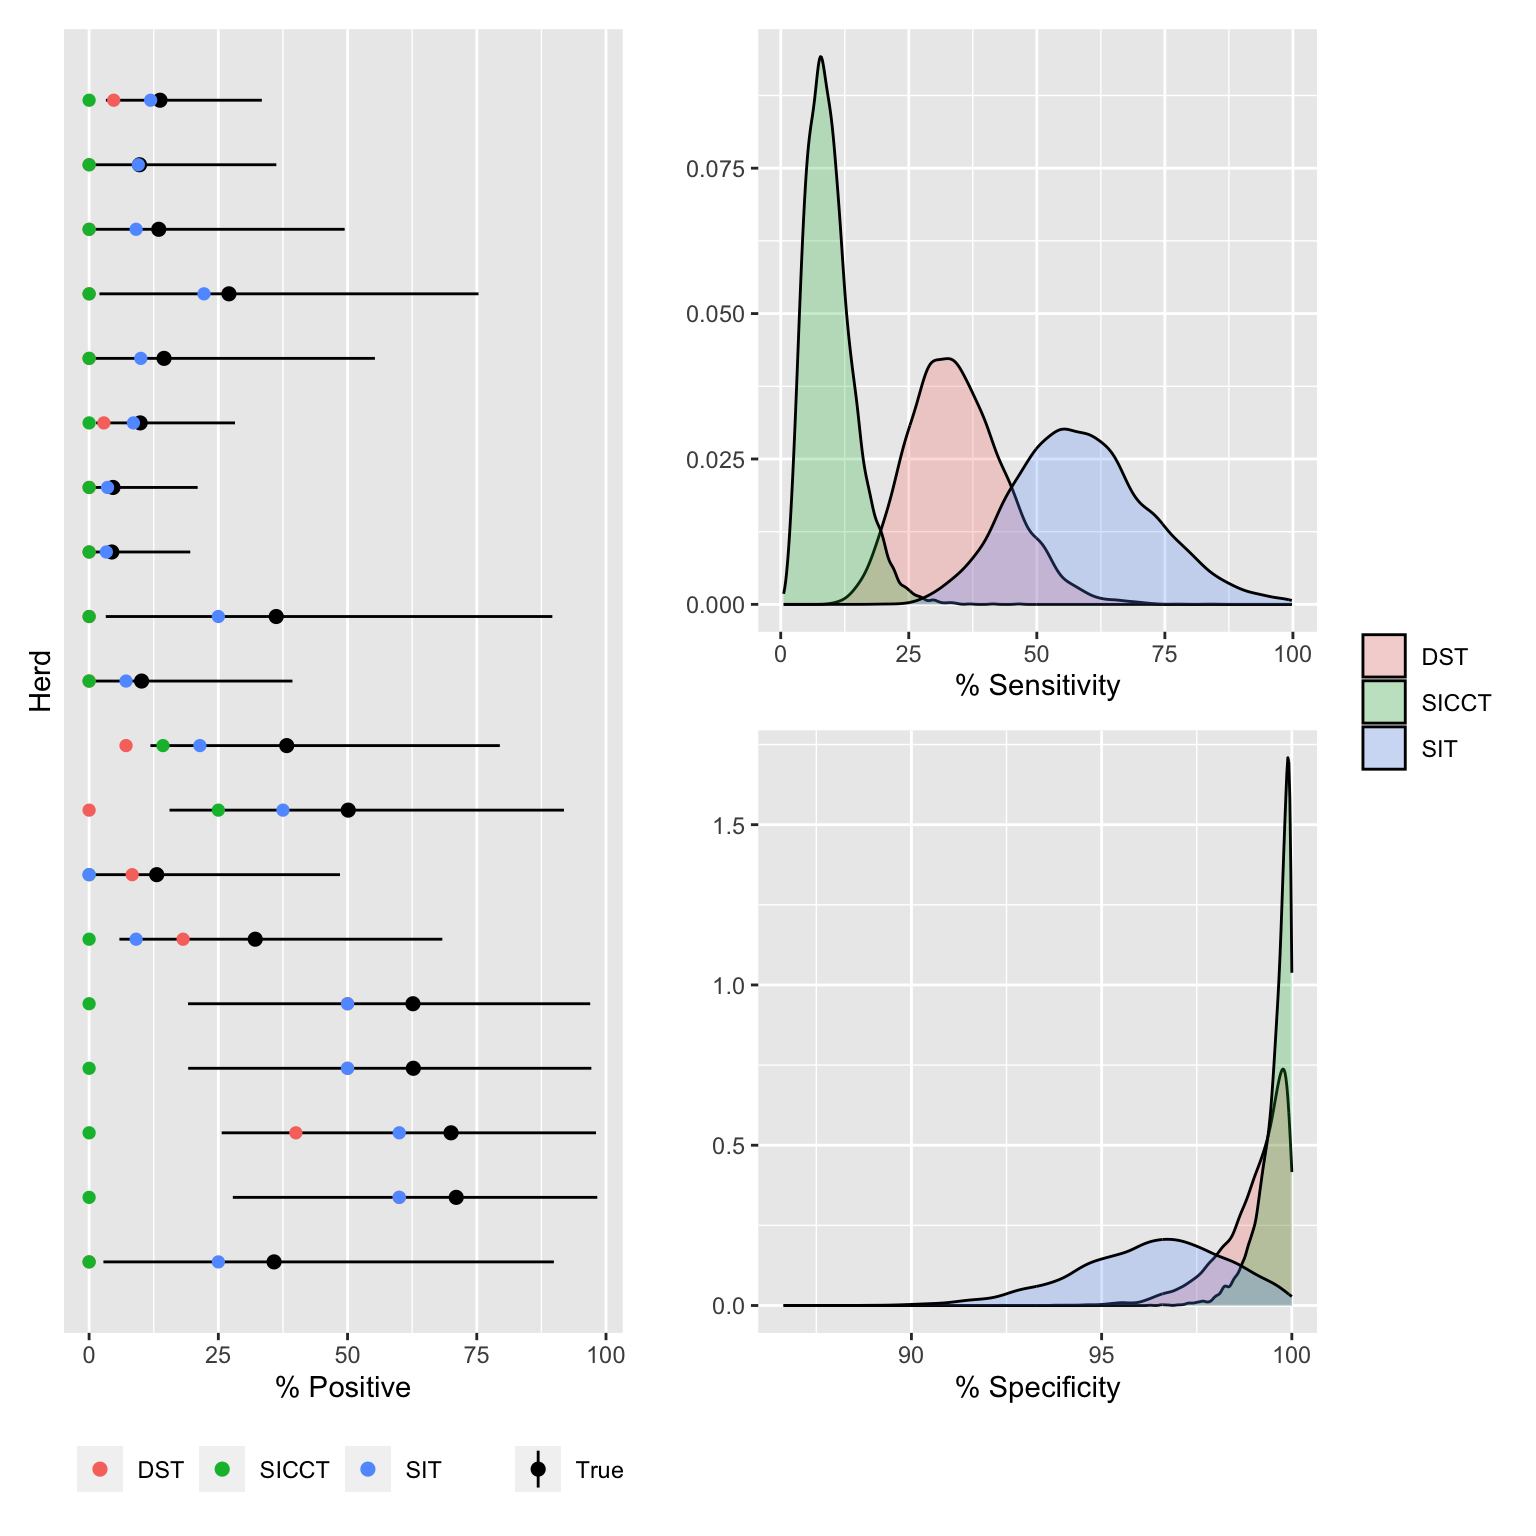 Herd
0 25 50 75 100
% Positive
DST SICCT SIT True
0.075
0.050
0.025
0.000
0 25 50 75 100
% Sensitivity
1.5
1.0
0.5
0.0
90 95 100
% Specificity
DST
SICCT
SIT